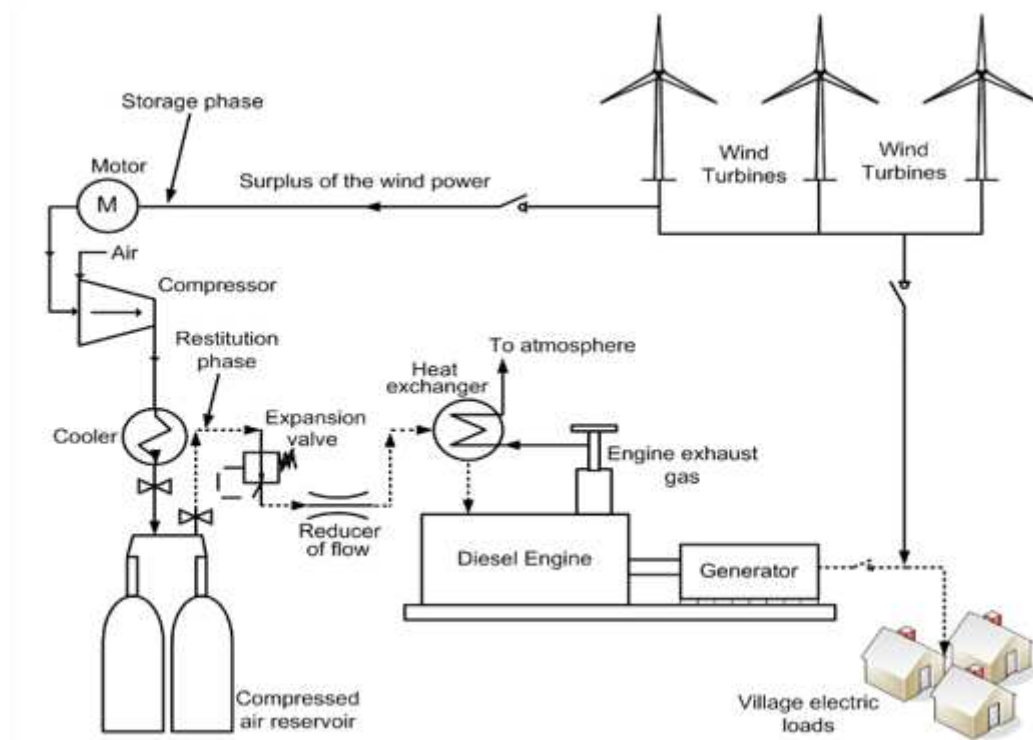 Storage phase
Motor
M
Surplus of the wind power
Wind
Turbines
Wind
Turbines
Air
Compressor
Restitution
phase
To atmosphere
Heat
exchanger
Cooler
Expansion
valve
Engine exhaust
gas
Reducer
of flow
Diesel Engine
Generator
Compressed
air reservoir
Village electric
loads